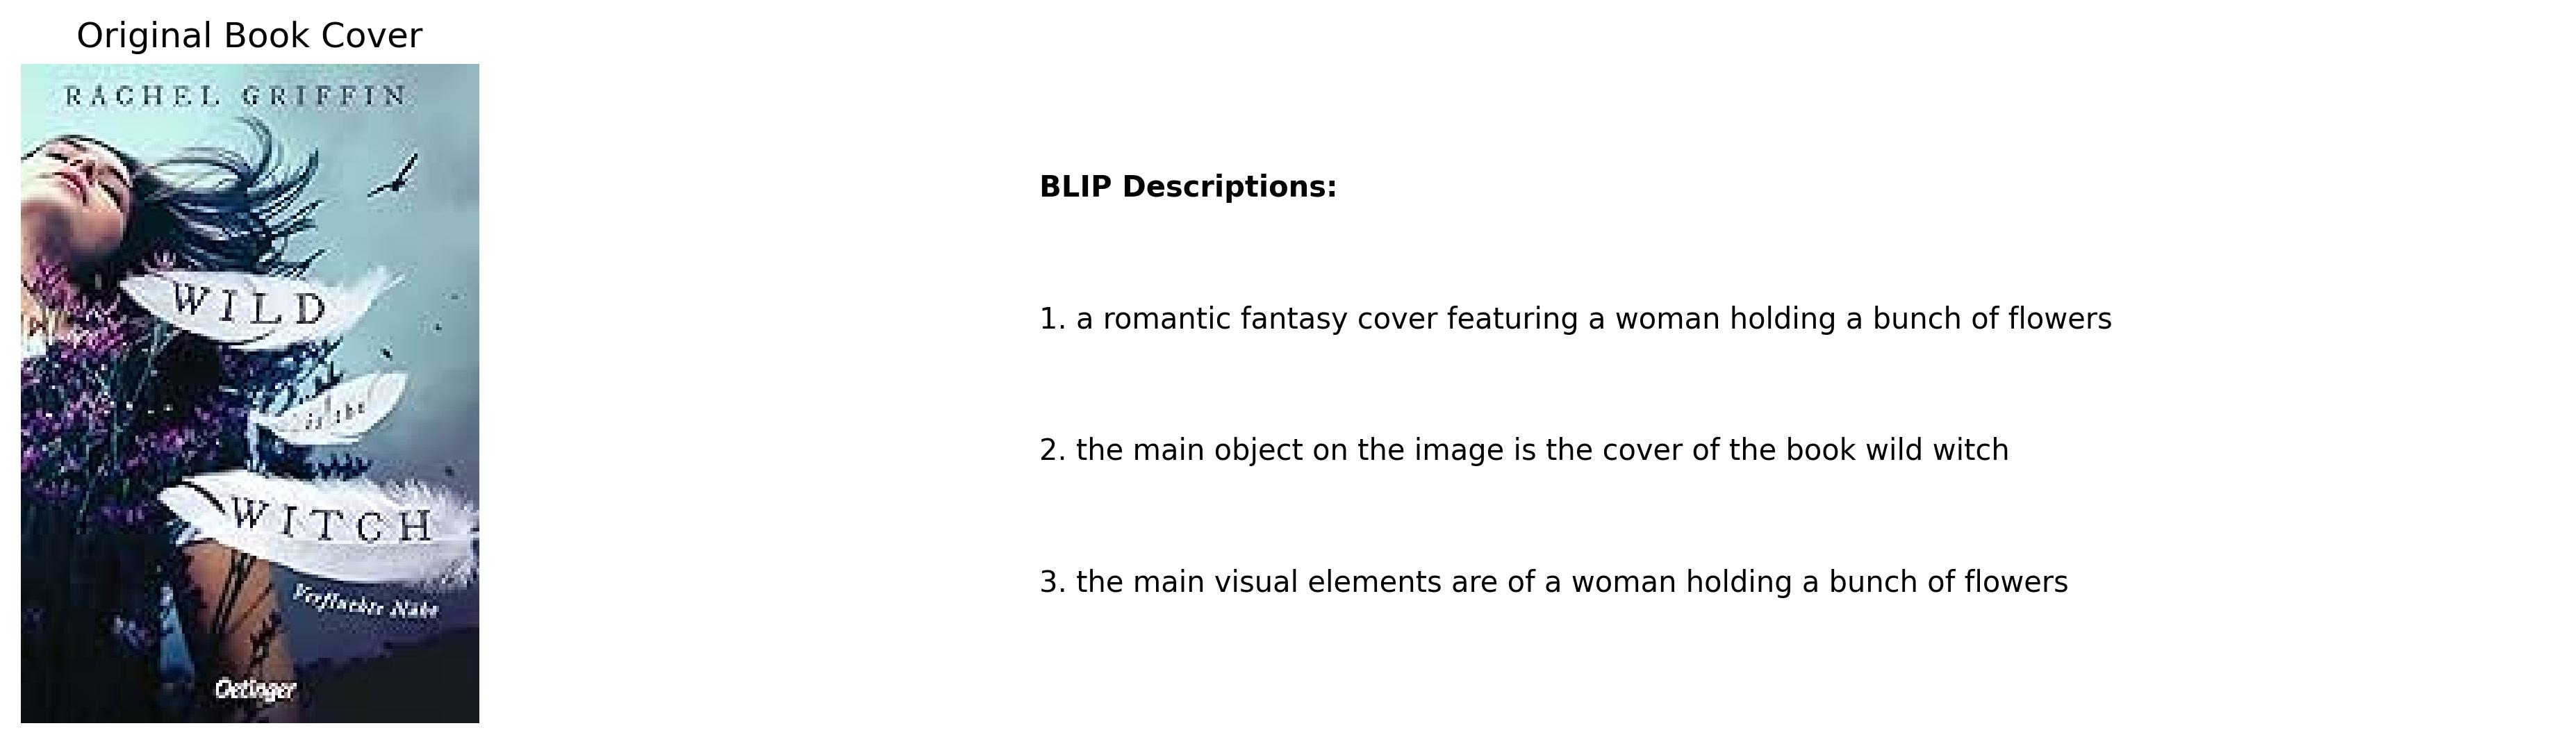 Original Book Cover
RACHEL GRIFFIN
WILD
is the
WITCH
Verfluchte Nähe
Oetinger
BLIP Descriptions:
1. a romantic fantasy cover featuring a woman holding a bunch of flowers
2. the main object on the image is the cover of the book wild witch
3. the main visual elements are of a woman holding a bunch of flowers